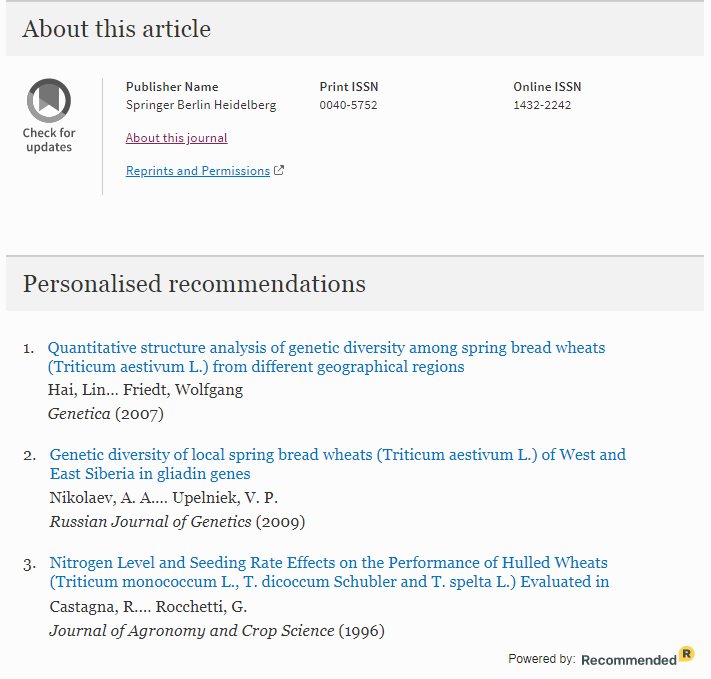 About this article
Check for
updates
Publisher Name
Springer Berlin Heidelberg
Print ISSN
0040-5752
Online ISSN
1432-2242
About this journal
Reprints and Permissions
Personalised recommendations
1. Quantitative structure analysis of genetic diversity among spring bread wheats
(Triticum aestivum L.) from different geographical regions
Hai, Lin... Friedt, Wolfgang
Genetica (2007)
2. Genetic diversity of local spring bread wheats (Triticum aestivum L.) of West and
East Siberia in gliadin genes
Nikolaev, A. A.... Upelniek, V. P.
Russian Journal of Genetics (2009)
3. Nitrogen Level and Seeding Rate Effects on the Performance of Hulled Wheats
(Triticum monococcum L., T. dicoccum Schubler and T. spelta L.) Evaluated in
Castagna, R.... Rocchetti, G.
Journal of Agronomy and Crop Science (1996)
Powered by: Recommended R